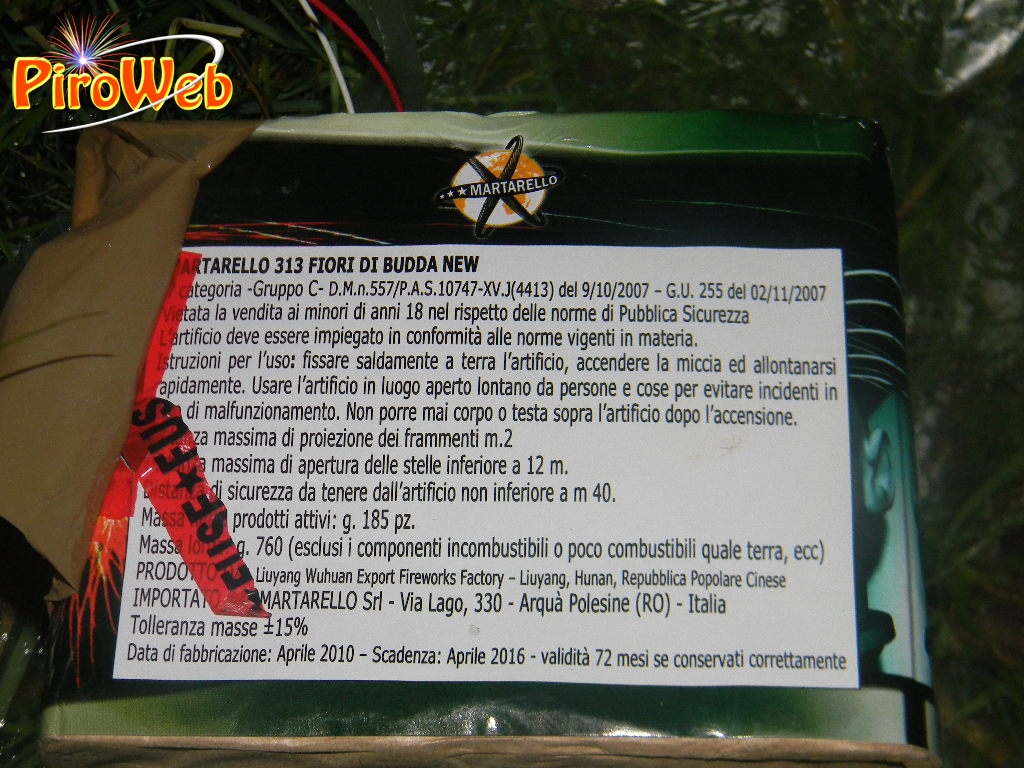 PiroWeb
MARTARELLO
MARTARELLO 313 FIORI DI BUDDA NEW
categoria -Gruppo C- D.M.n.557/P.A.S.10747-XV.J(4413) del 9/10/2007 – G.U. 255 del 02/11/2007
Vietata la vendita ai minori di anni 18 nel rispetto delle norme di Pubblica Sicurezza
L'artificio deve essere impiegato in conformità alle norme vigenti in materia.
Istruzioni per l'uso: fissare saldamente a terra l'artificio, accendere la miccia ed allontanarsi
rapidamente. Usare l'artificio in luogo aperto lontano da persone e cose per evitare incidenti in
di malfunzionamento. Non porre mai corpo o testa sopra l'artificio dopo l'accensione.
massima di proiezione dei frammenti m.2
massima di apertura delle stelle inferiore a 12 m.
Distanza di sicurezza da tenere dall'artificio non inferiore a m 40.
Massa prodotti attivi: g. 185 pz.
Massa g. 760 (esclusi i componenti incombustibili o poco combustibili quale terra, ecc)
PRODOTTO Liuyang Wuhuan Export Fireworks Factory – Liuyang, Hunan, Repubblica Popolare Cinese
IMPORTATO MARTARELLO Srl - Via Lago, 330 - Arquà Polesine (RO) - Italia
Tolleranza masse ±15%
Data di fabbricazione: Aprile 2010 – Scadenza: Aprile 2016 - validità 72 mesi se conservati correttamente